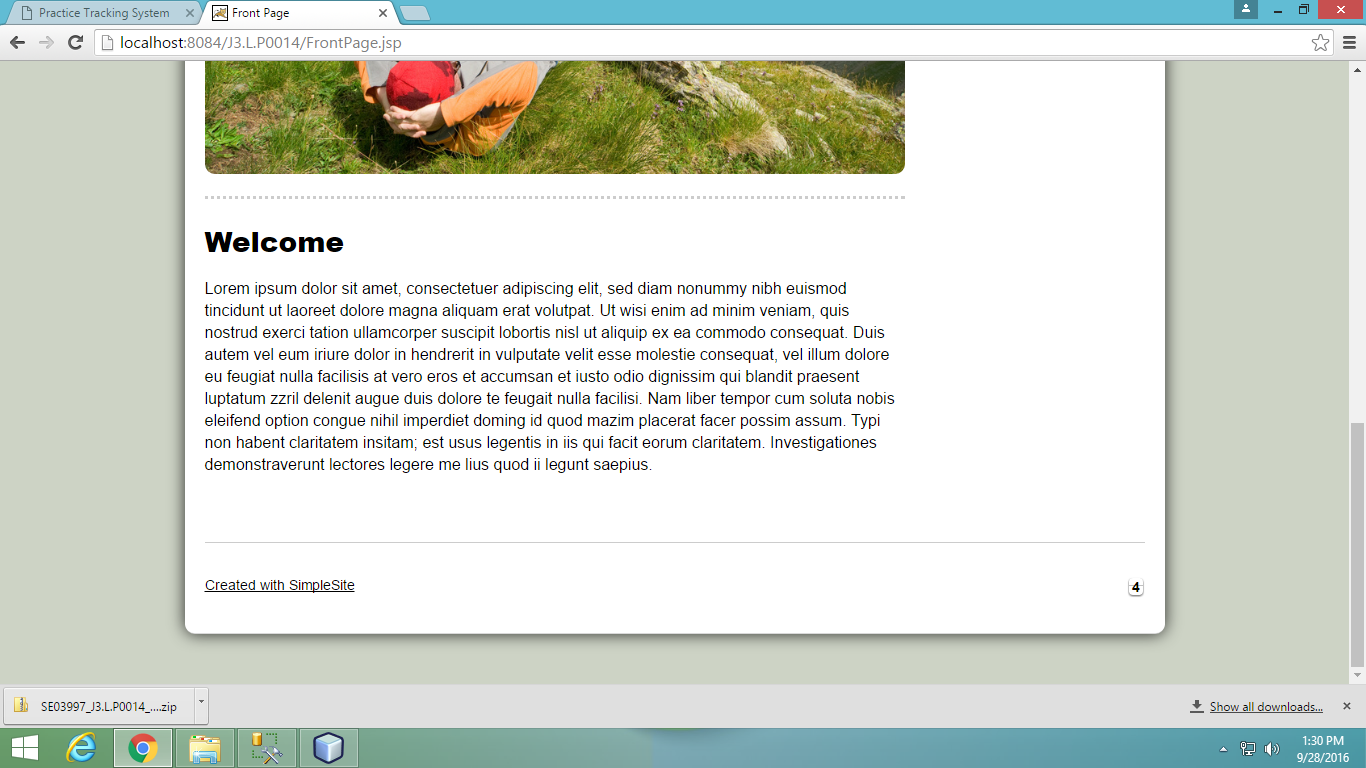 Practice Tracking System
Front Page
localhost:8084/J3.L.P0014/FrontPage.jsp
Welcome
Lorem ipsum dolor sit amet, consectetuer adipiscing elit, sed diam nonummy nibh euismod
tincidunt ut laoreet dolore magna aliquam erat volutpat. Ut wisi enim ad minim veniam, quis
nostrud exerci tation ullamcorper suscipit lobortis nisl ut aliquip ex ea commodo consequat. Duis
autem vel eum iriure dolor in hendrerit in vulputate velit esse molestie consequat, vel illum dolore
eu feugiat nulla facilisis at vero eros et accumsan et iusto odio dignissim qui blandit praesent
luptatum zzril delenit augue duis dolore te feugait nulla facilisi. Nam liber tempor cum soluta nobis
eleifend option congue nihil imperdiet doming id quod mazim placerat facer possim assum. Typi
non habent claritatem insitam; est usus legentis in iis qui facit eorum claritatem. Investigationes
demonstraverunt lectores legere me lius quod ii legunt saepius.
Created with SimpleSite
4
SE03997_J3.L.P0014_....zip
Show all downloads...
1:30 PM
9/28/2016